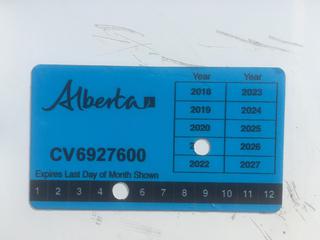 Alberta
Year Year
2018 2023
2019 2024
2020 2025
2026
2022 2027
CV6927600
Expires Last Day of Month Shown
1 2 3 4 5 6 7 8 9 10 11 12